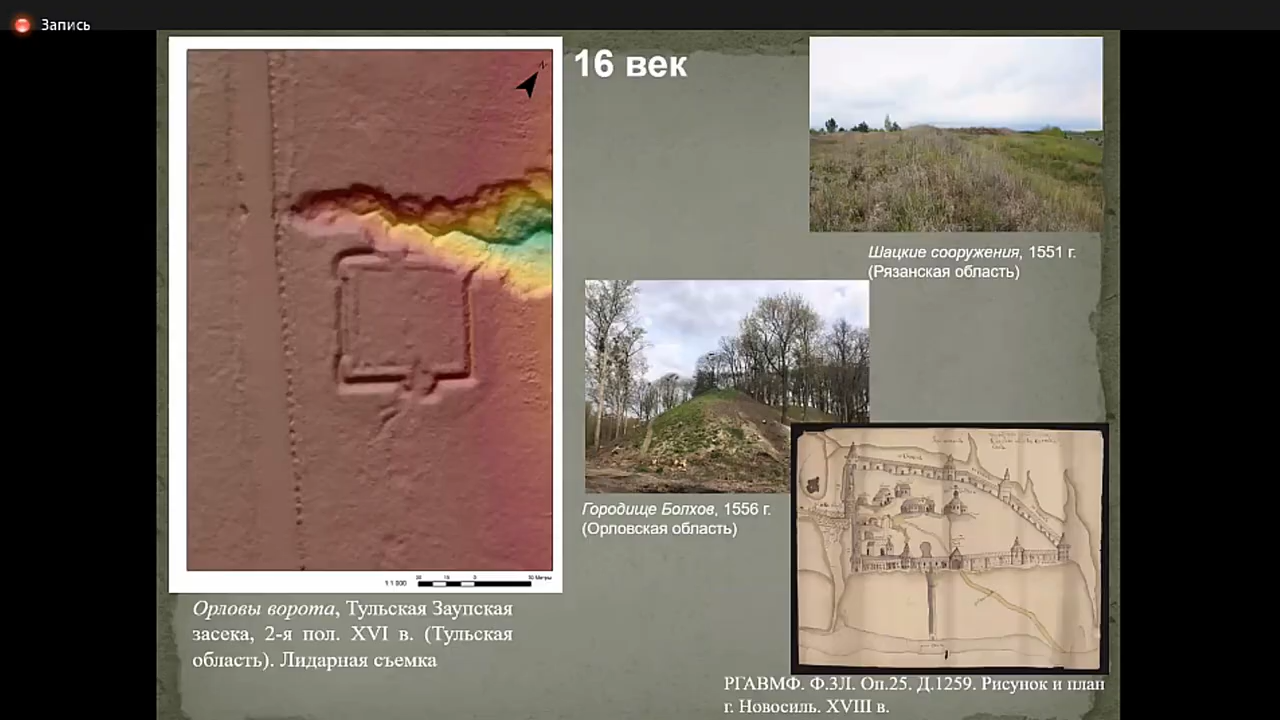 Запись
16 век
Шацкие сооружения, 1551 г.
(Рязанская область)
Городище Болхов, 1556 г.
(Орловская область)
Орловы ворота, Тульская Заупская
засека, 2-я пол. XVI в. (Тульская
область). Лидарная съемка
РГАВМФ. Ф.3Л. Оп.25. Д.1259. Рисунок и план
г. Новосиль. XVIII в.